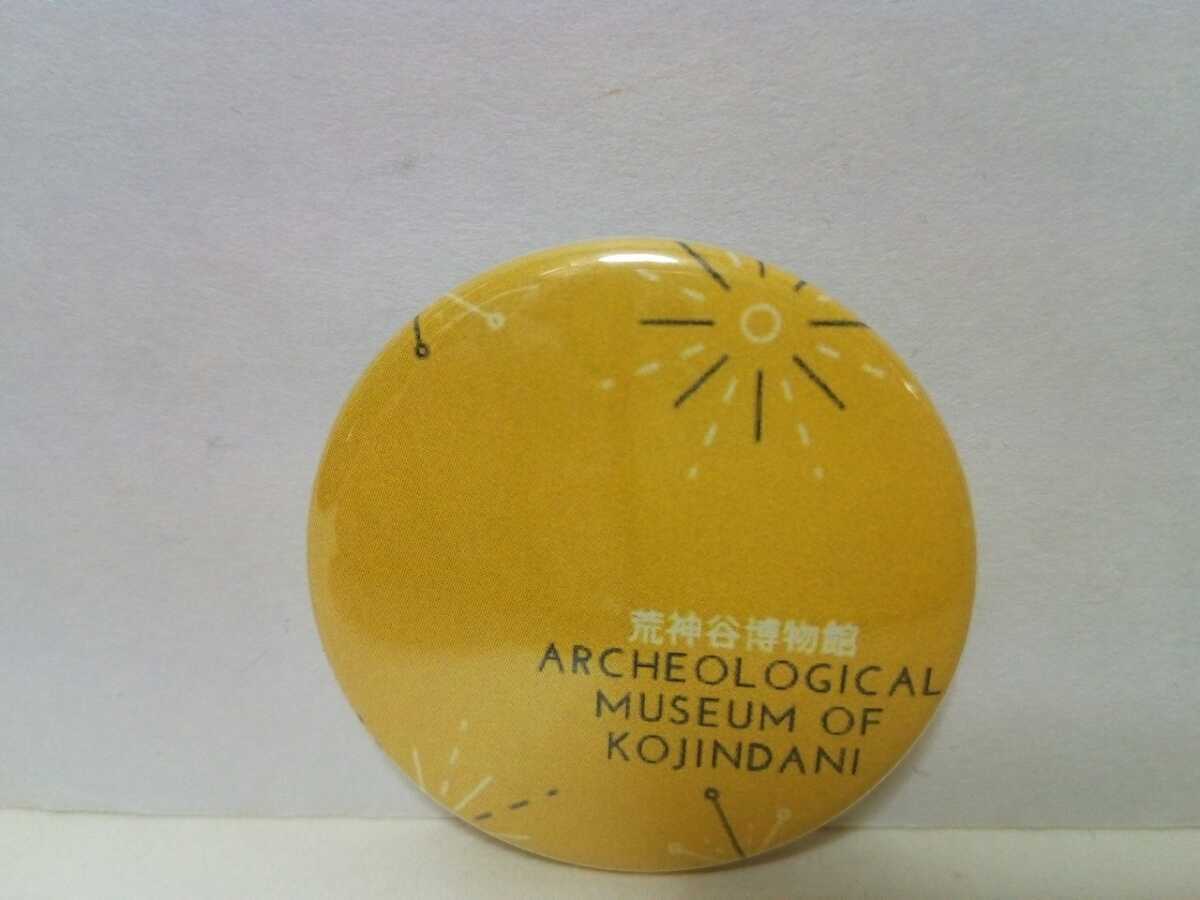 荒神谷博物館
ARCHEOLOGICAL
MUSEUM OF
KOJINDANI